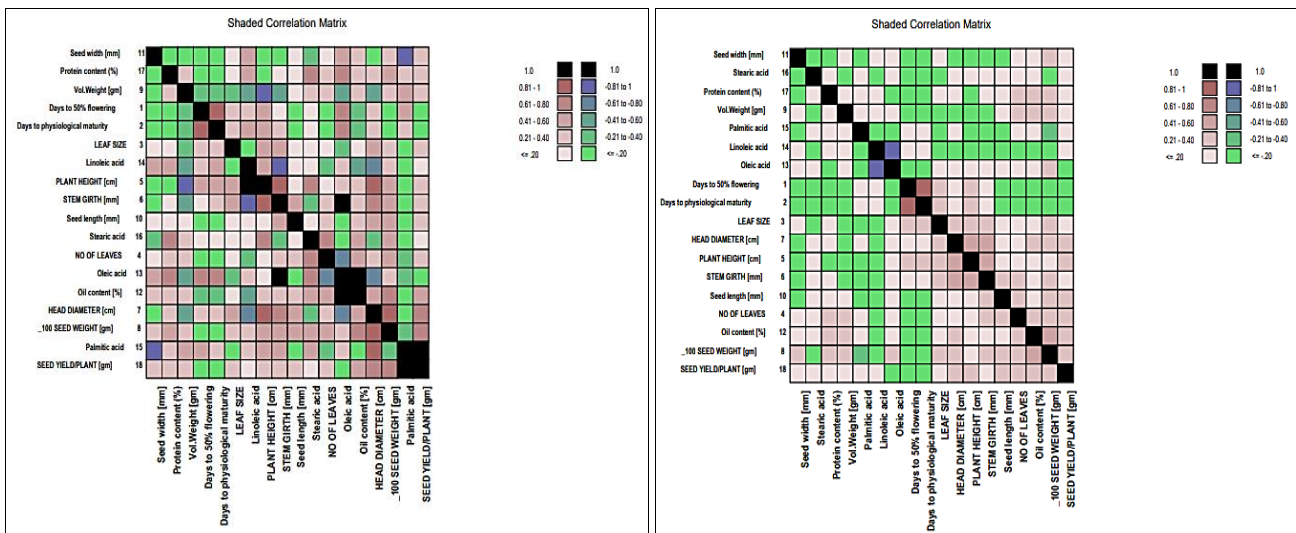 Shaded Correlation Matrix
Seed width [mm] 11
Protein content (%) 17
Vol.Weight [gm] 9
Days to 50% flowering 1
Days to physiological maturity 2
LEAF SIZE 3
Linoleic acid 14
PLANT HEIGHT [cm] 5
STEM GIRTH [mm] 6
Seed length [mm] 10
Stearic acid 16
NO OF LEAVES 4
Oleic acid 13
Oil content [%] 12
HEAD DIAMETER [cm] 7
_100 SEED WEIGHT [gm] 8
Palmitic acid 15
SEED YIELD/PLANT [gm] 18
Seed width [mm]
Protein content (%)
Vol.Weight [gm]
Days to 50% flowering
Days to physiological maturity
LEAF SIZE
Linoleic acid
PLANT HEIGHT [cm]
STEM GIRTH [mm]
Seed length [mm]
Stearic acid
NO OF LEAVES
Oleic acid
Oil content [%]
HEAD DIAMETER [cm]
_100 SEED WEIGHT [gm]
Palmitic acid
SEED YIELD/PLANT [gm]
1.0 1.0
0.81 - 1 -0.81 to 1
0.61 - 0.80 -0.61 to -0.80
0.41 - 0.60 -0.41 to -0.60
0.21 - 0.40 -0.21 to -0.40
<= .20 <= -.20
Shaded Correlation Matrix
Seed width [mm] 11
Stearic acid 16
Protein content (%) 17
Vol.Weight [gm] 9
Palmitic acid 15
Linoleic acid 14
Oleic acid 13
Days to 50% flowering 1
Days to physiological maturity 2
LEAF SIZE 3
HEAD DIAMETER [cm] 7
PLANT HEIGHT [cm] 5
STEM GIRTH [mm] 6
Seed length [mm] 10
NO OF LEAVES 4
Oil content [%] 12
_100 SEED WEIGHT [gm] 8
SEED YIELD/PLANT [gm] 18
Seed width [mm]
Stearic acid
Protein content (%)
Vol.Weight [gm]
Palmitic acid
Linoleic acid
Oleic acid
Days to 50% flowering
Days to physiological maturity
LEAF SIZE
HEAD DIAMETER [cm]
PLANT HEIGHT [cm]
STEM GIRTH [mm]
Seed length [mm]
NO OF LEAVES
Oil content [%]
_100 SEED WEIGHT [gm]
SEED YIELD/PLANT [gm]
1.0 1.0
0.81 - 1 -0.81 to 1
0.61 - 0.80 -0.61 to -0.80
0.41 - 0.60 -0.41 to -0.60
0.21 - 0.40 -0.21 to -0.40
<= .20 <= -.20